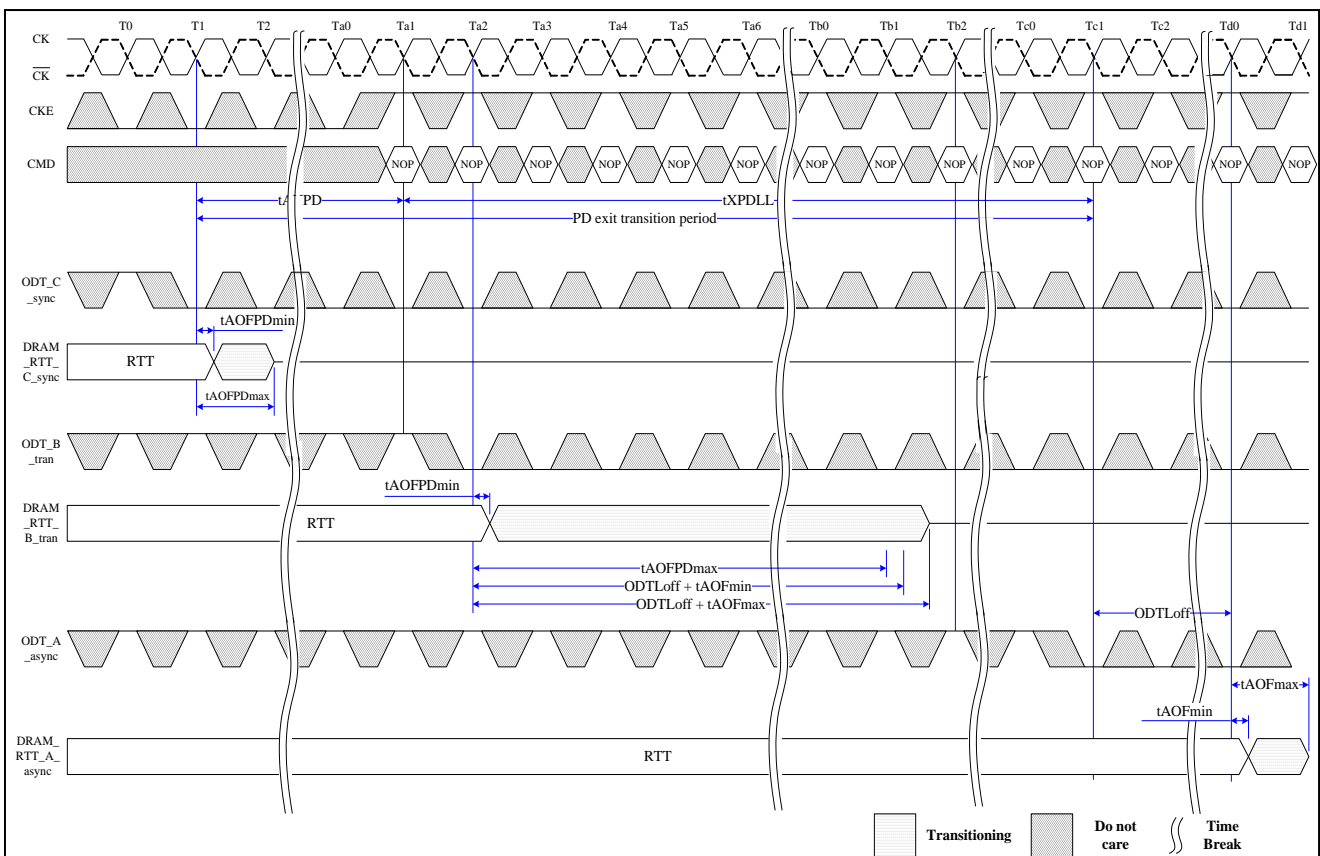 T0 T1 T2 Ta0 Ta1 Ta2 Ta3 Ta4 Ta5 Ta6 Tb0 Tb1 Tb2 Tc0 Tc1 Tc2 Td0 Td1
CK
CK
CKE
CMD
NOP NOP NOP NOP NOP NOP NOP NOP NOP NOP NOP NOP NOP NOP
tXPDLL
PD exit transition period
ODT_C
_sync
tAOFPDmin
DRAM
_RTT_
C_sync
RTT
tAOFPDmax
ODT_B
_tran
tAOFPDmin
DRAM
_RTT_
B_tran
RTT
tAOFPDmax
ODTLoff + tAOFmin
ODTLoff + tAOFmax
ODTLoff
ODT_A
_async
tAOFmax
tAOFmin
DRAM_
RTT_A_
async
RTT
Transitioning
Do not
care
Time
Break